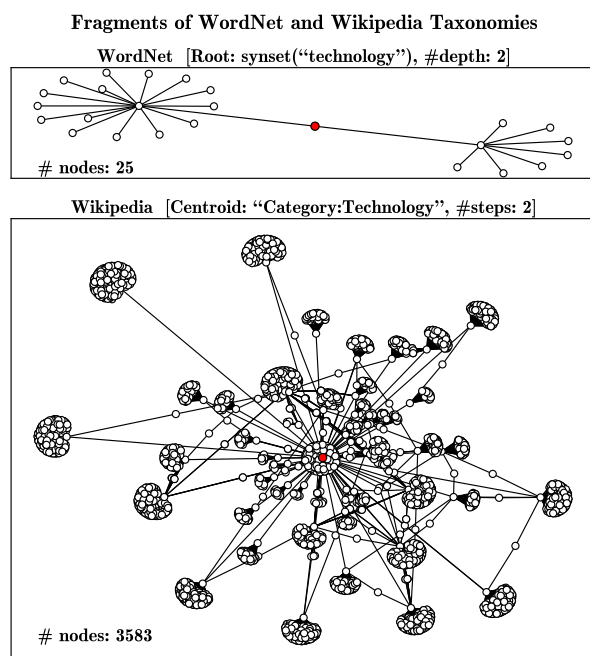 Fragments of WordNet and Wikipedia Taxonomies
WordNet [Root: synset(“technology”), #depth: 2]
# nodes: 25
Wikipedia [Centroid: “Category:Technology”, #steps: 2]
# nodes: 3583